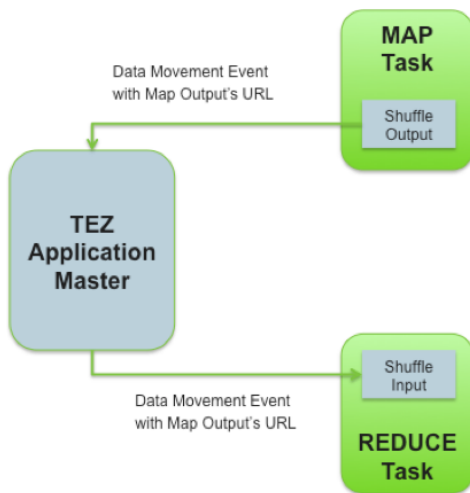 MAP
Task
Data Movement Event
with Map Output's URL
Shuffle
Output
TEZ
Application
Master
Shuffle
Input
Data Movement Event
with Map Output's URL
REDUCE
Task